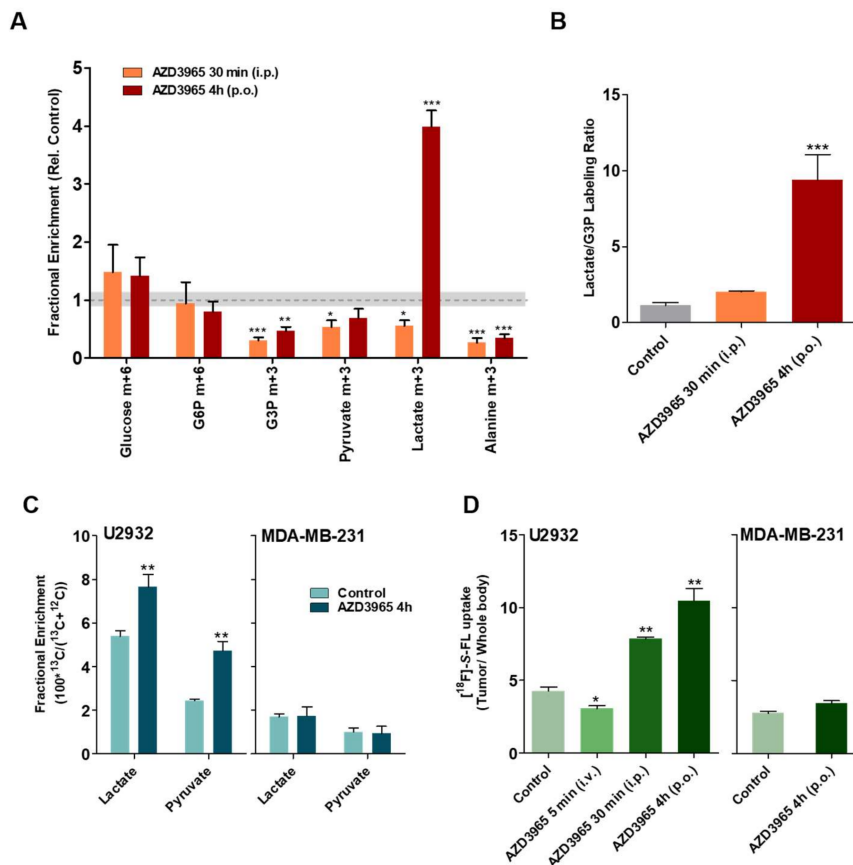 A
Fractional Enrichment (Rel. Control)
5
4
3
2
1
0
AZD3965 30 min (i.p.)
AZD3965 4h (p.o.)
***
**
*
*
***
***
***
Glucose m+6
G6P m+6
G3P m+3
Pyruvate m+3
Lactate m+3
Alanine m+3
B
Lactate/G3P Labeling Ratio
15
10
5
0
***
Control
AZD3965 30 min (i.p.)
AZD3965 4h (p.o.)
C
U2932
MDA-MB-231
Fractional Enrichment
(100*¹³C/(¹³C+¹²C))
10
8
6
4
2
0
**
**
Control
AZD3965 4h
Lactate
Pyruvate
Lactate
Pyruvate
D
U2932
MDA-MB-231
[¹⁸F]-S-FL uptake
(Tumor/ Whole body)
15
10
5
0
*
**
**
Control
AZD3965 5 min (i.v.)
AZD3965 30 min (i.p.)
AZD3965 4h (p.o.)
Control
AZD3965 4h (p.o.)